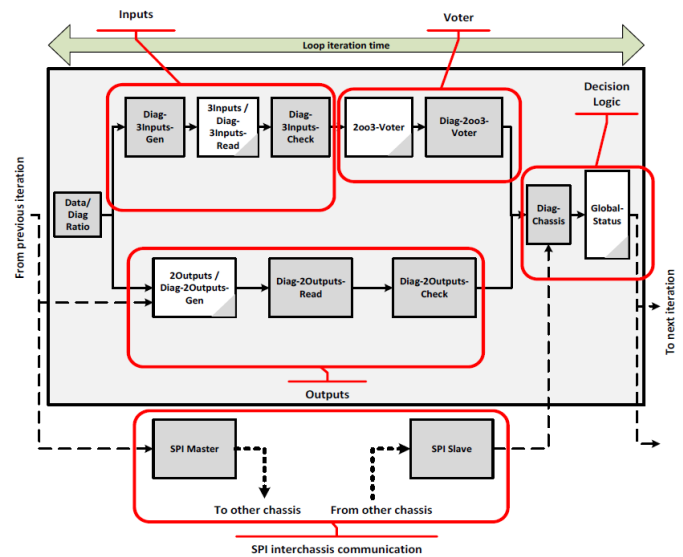 Inputs
Voter
Loop iteration time
Decision
Logic
Diag-
3Inputs-
Gen
3Inputs /
Diag-
3Inputs-
Read
Diag-
3Inputs-
Check
2oo3-Voter
Diag-2oo3-
Voter
Data/
Diag
Ratio
Diag-
Chassis
Global-
Status
From previous iteration
2Outputs /
Diag-2Outputs-
Gen
Diag-2Outputs-
Read
Diag-2Outputs-
Check
To next iteration
Outputs
SPI Master
SPI Slave
To other chassis
From other chassis
SPI interchassis communication